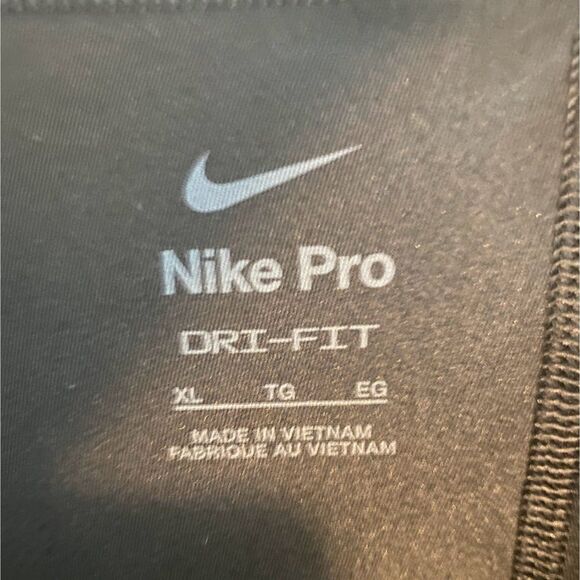 Nike Pro
DRI-FIT
XL TG EG
MADE IN VIETNAM
FABRIQUE AU VIETNAM